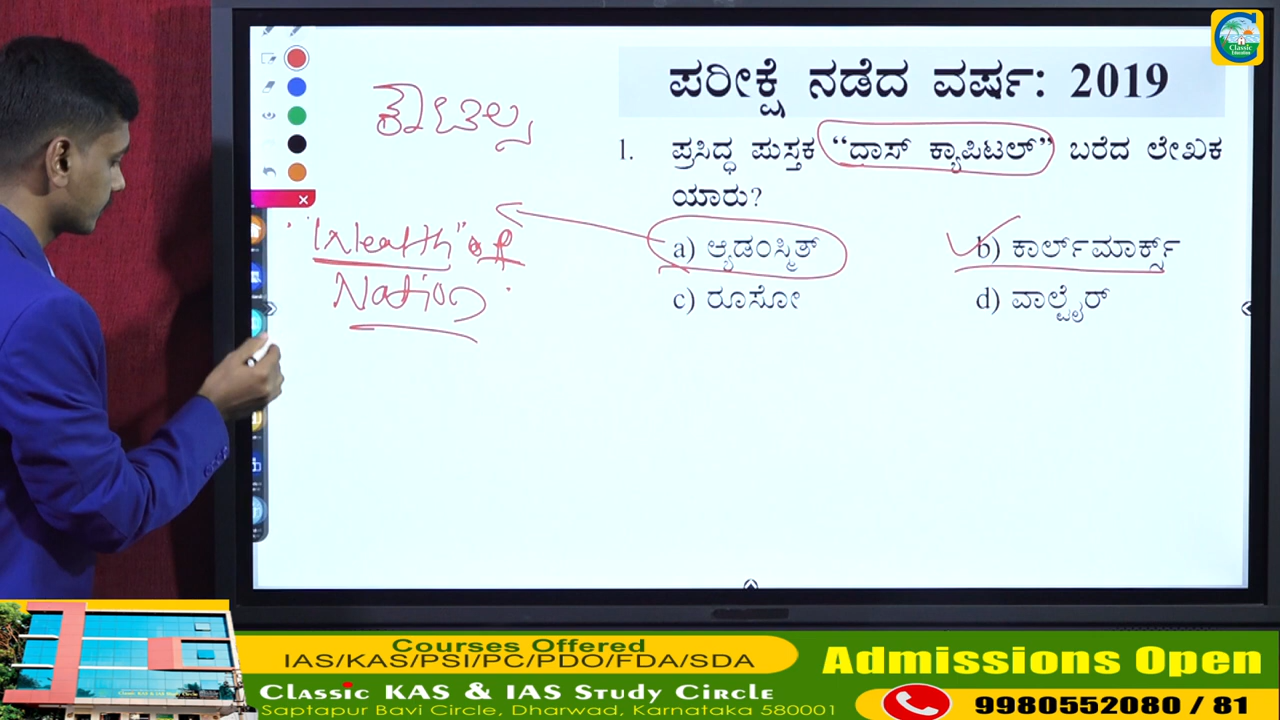 Classic
Education
ಪರೀಕ್ಷೆ ನಡೆದ ವರ್ಷ: 2019
1. ಪ್ರಸಿದ್ಧ ಪುಸ್ತಕ “ದಾಸ್ ಕ್ಯಾಪಿಟಲ್” ಬರೆದ ಲೇಖಕ
ಯಾರು?
a) ಆ್ಯಡಂಸ್ಮಿತ್ b) ಕಾರ್ಲ್‌ಮಾರ್ಕ್ಸ್
c) ರೂಸೋ d) ವಾಲ್ಟೈರ್
ಕೌಟಿಲ್ಯ
"Wealth" of
Nation
Courses Offered
IAS/KAS/PSI/PC/PDO/FDA/SDA
Classic KAS & IAS Study Circle
Saptapur Bavi Circle, Dharwad, Karnataka 580001
Admissions Open
9980552080 / 81